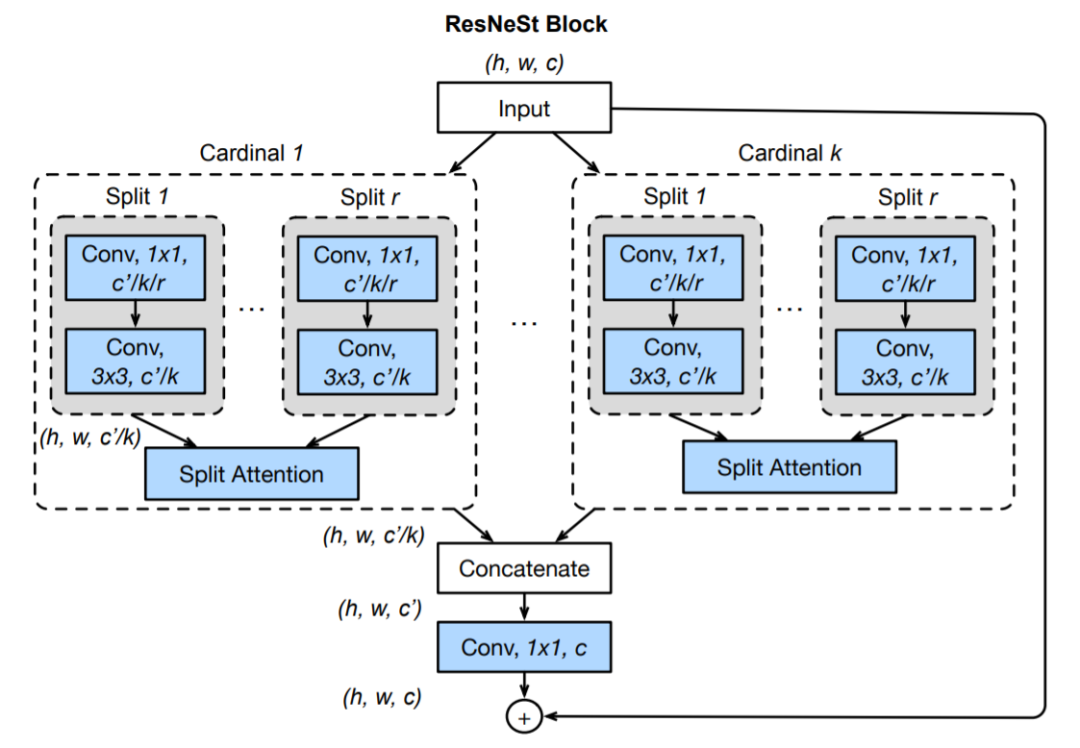 ResNeSt Block
(h, w, c)
Input
Cardinal 1
Cardinal k
Split 1
Split r
Split 1
Split r
Conv, 1x1,
c’/k/r
Conv, 1x1,
c’/k/r
Conv, 1x1,
c’/k/r
Conv, 1x1,
c’/k/r
...
...
...
Conv,
3x3, c’/k
Conv,
3x3, c’/k
Conv,
3x3, c’/k
Conv,
3x3, c’/k
(h, w, c’/k)
Split Attention
Split Attention
(h, w, c’/k)
Concatenate
(h, w, c’)
Conv, 1x1, c
(h, w, c)
+